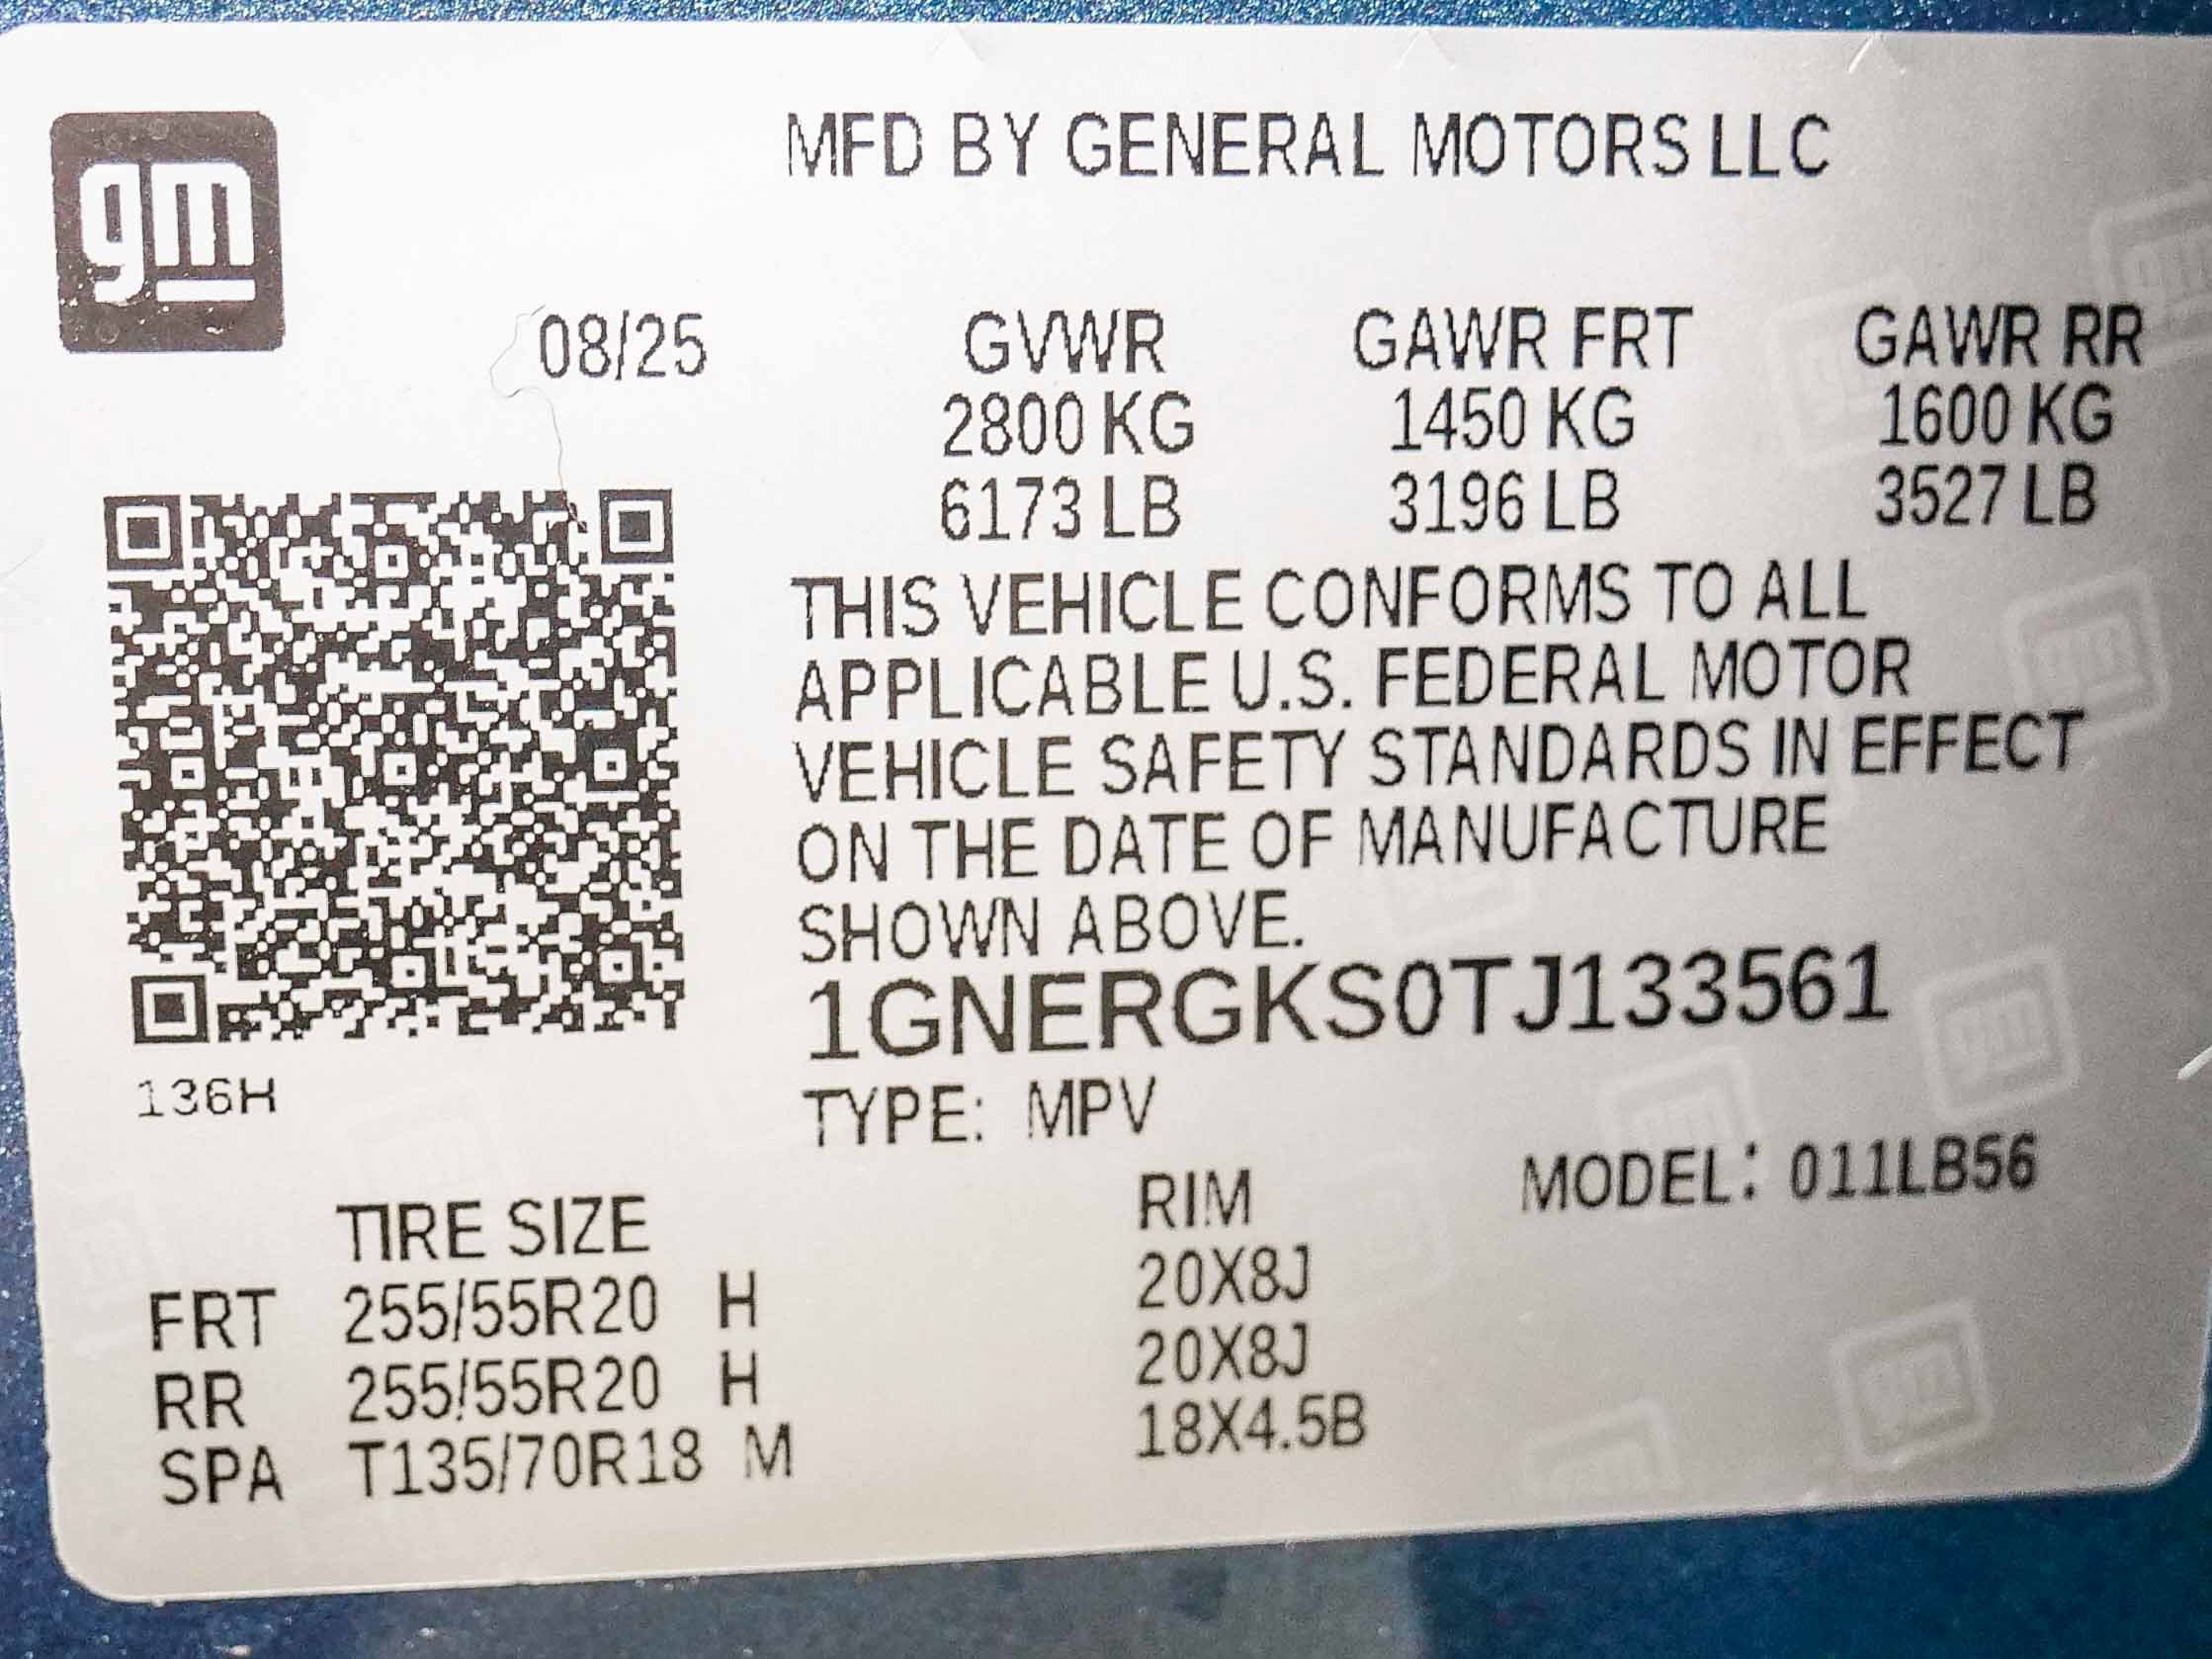 gm
MFD BY GENERAL MOTORS LLC
08/25 GVWR GAWR FRT GAWR RR
2800 KG 1450 KG 1600 KG
6173 LB 3196 LB 3527 LB
THIS VEHICLE CONFORMS TO ALL
APPLICABLE U.S. FEDERAL MOTOR
VEHICLE SAFETY STANDARDS IN EFFECT
ON THE DATE OF MANUFACTURE
SHOWN ABOVE.
1GNERGKS0TJ133561
136H
TYPE: MPV
MODEL: 011LB56
TIRE SIZE RIM
FRT 255/55R20 H 20X8J
RR 255/55R20 H 20X8J
SPA T135/70R18 M 18X4.5B